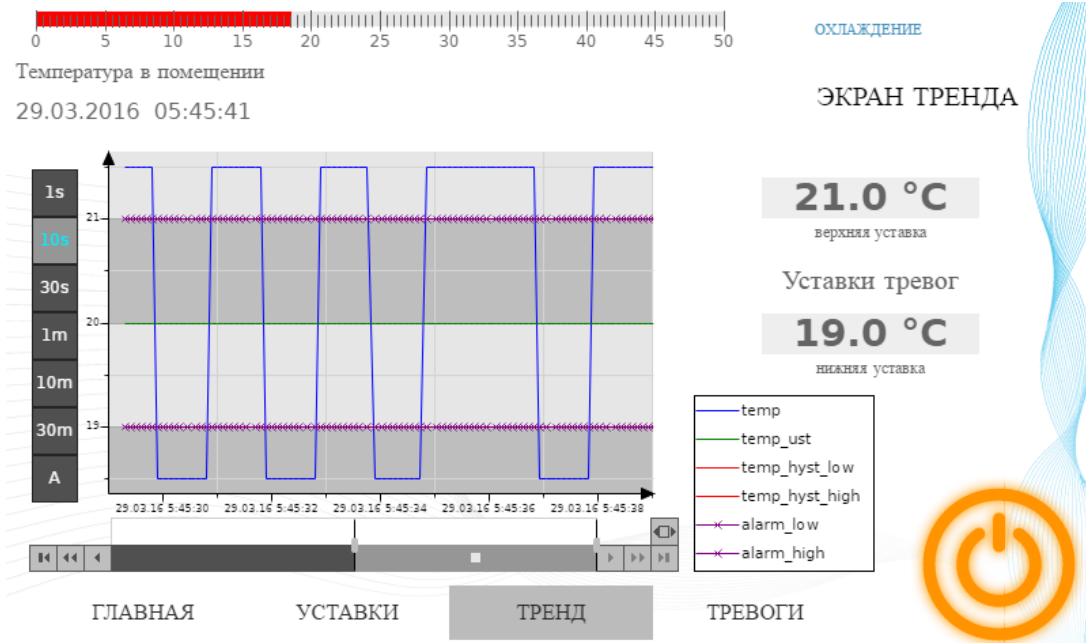 0 5 10 15 20 25 30 35 40 45 50
ОХЛАЖДЕНИЕ
Температура в помещении
ЭКРАН ТРЕНДА
29.03.2016 05:45:41
1s
10s
30s
1m
10m
30m
A
21
20
19
29.03.16 5:45:30 29.03.16 5:45:32 29.03.16 5:45:34 29.03.16 5:45:36 29.03.16 5:45:38
21.0 °C
верхняя уставка
Уставки тревог
19.0 °C
нижняя уставка
temp
temp_ust
temp_hyst_low
temp_hyst_high
alarm_low
alarm_high
ГЛАВНАЯ УСТАВКИ ТРЕНД ТРЕВОГИ